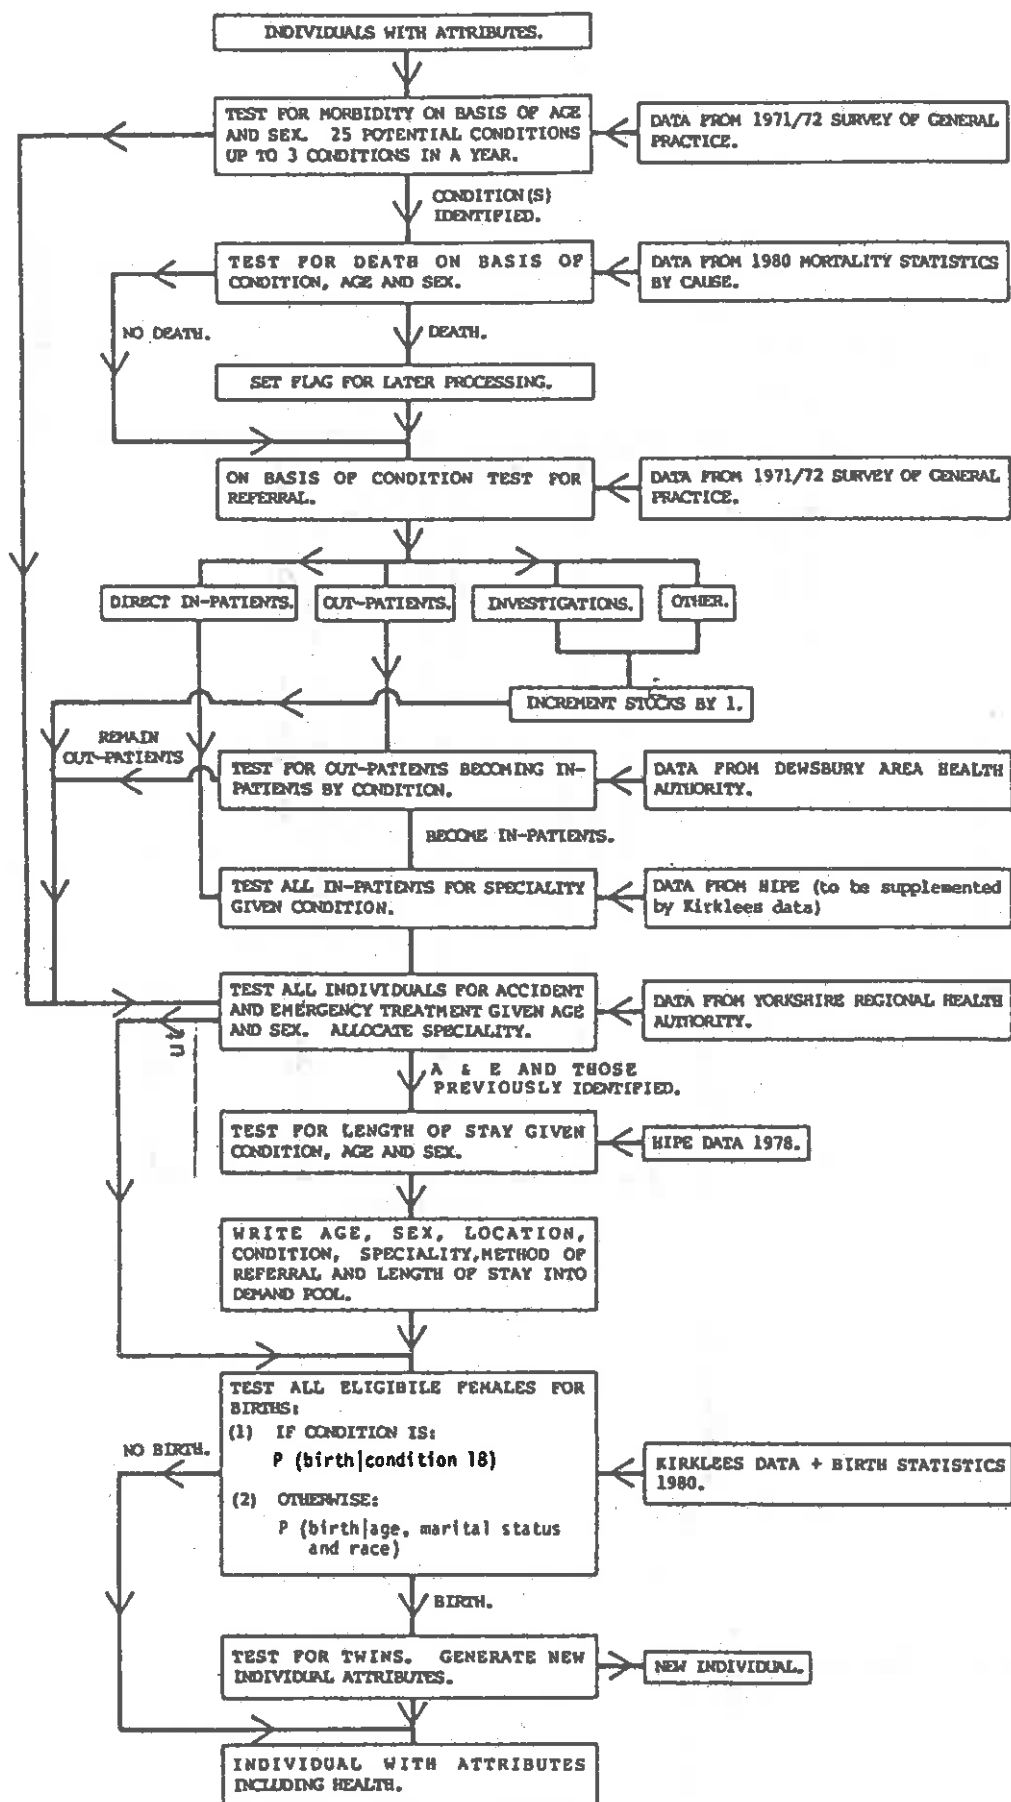 INDIVIDUALS WITH ATTRIBUTES.
TEST FOR MORBIDITY ON BASIS OF AGE
AND SEX. 25 POTENTIAL CONDITIONS
UP TO 3 CONDITIONS IN A YEAR.
DATA FROM 1971/72 SURVEY OF GENERAL
PRACTICE.
CONDITION(S)
IDENTIFIED.
TEST FOR DEATH ON BASIS OF
CONDITION, AGE AND SEX.
DATA FROM 1980 MORTALITY STATISTICS
BY CAUSE.
NO DEATH.
DEATH.
SET FLAG FOR LATER PROCESSING.
ON BASIS OF CONDITION TEST FOR
REFERRAL.
DATA FROM 1971/72 SURVEY OF GENERAL
PRACTICE.
DIRECT IN-PATIENTS.
OUT-PATIENTS.
INVESTIGATIONS.
OTHER.
INCREMENT STOCKS BY 1.
REMAIN
OUT-PATIENTS
TEST FOR OUT-PATIENTS BECOMING IN-
PATIENTS BY CONDITION.
DATA FROM DEWSBURY AREA HEALTH
AUTHORITY.
BECOME IN-PATIENTS.
TEST ALL IN-PATIENTS FOR SPECIALITY
GIVEN CONDITION.
DATA FROM HIPE (to be supplemented
by Kirklees data)
TEST ALL INDIVIDUALS FOR ACCIDENT
AND EMERGENCY TREATMENT GIVEN AGE
AND SEX. ALLOCATE SPECIALITY.
DATA FROM YORKSHIRE REGIONAL HEALTH
AUTHORITY.
A & E AND THOSE
PREVIOUSLY IDENTIFIED.
TEST FOR LENGTH OF STAY GIVEN
CONDITION, AGE AND SEX.
HIPE DATA 1978.
WRITE AGE, SEX, LOCATION,
CONDITION, SPECIALITY, METHOD OF
REFERRAL AND LENGTH OF STAY INTO
DEMAND POOL.
TEST ALL ELIGIBILE FEMALES FOR
BIRTHS:
(1) IF CONDITION IS:
P (birth|condition 18)
(2) OTHERWISE:
P (birth|age, marital status
and race)
NO BIRTH.
KIRKLEES DATA + BIRTH STATISTICS
1980.
BIRTH.
TEST FOR TWINS. GENERATE NEW
INDIVIDUAL ATTRIBUTES.
NEW INDIVIDUAL.
INDIVIDUAL WITH ATTRIBUTES
INCLUDING HEALTH.